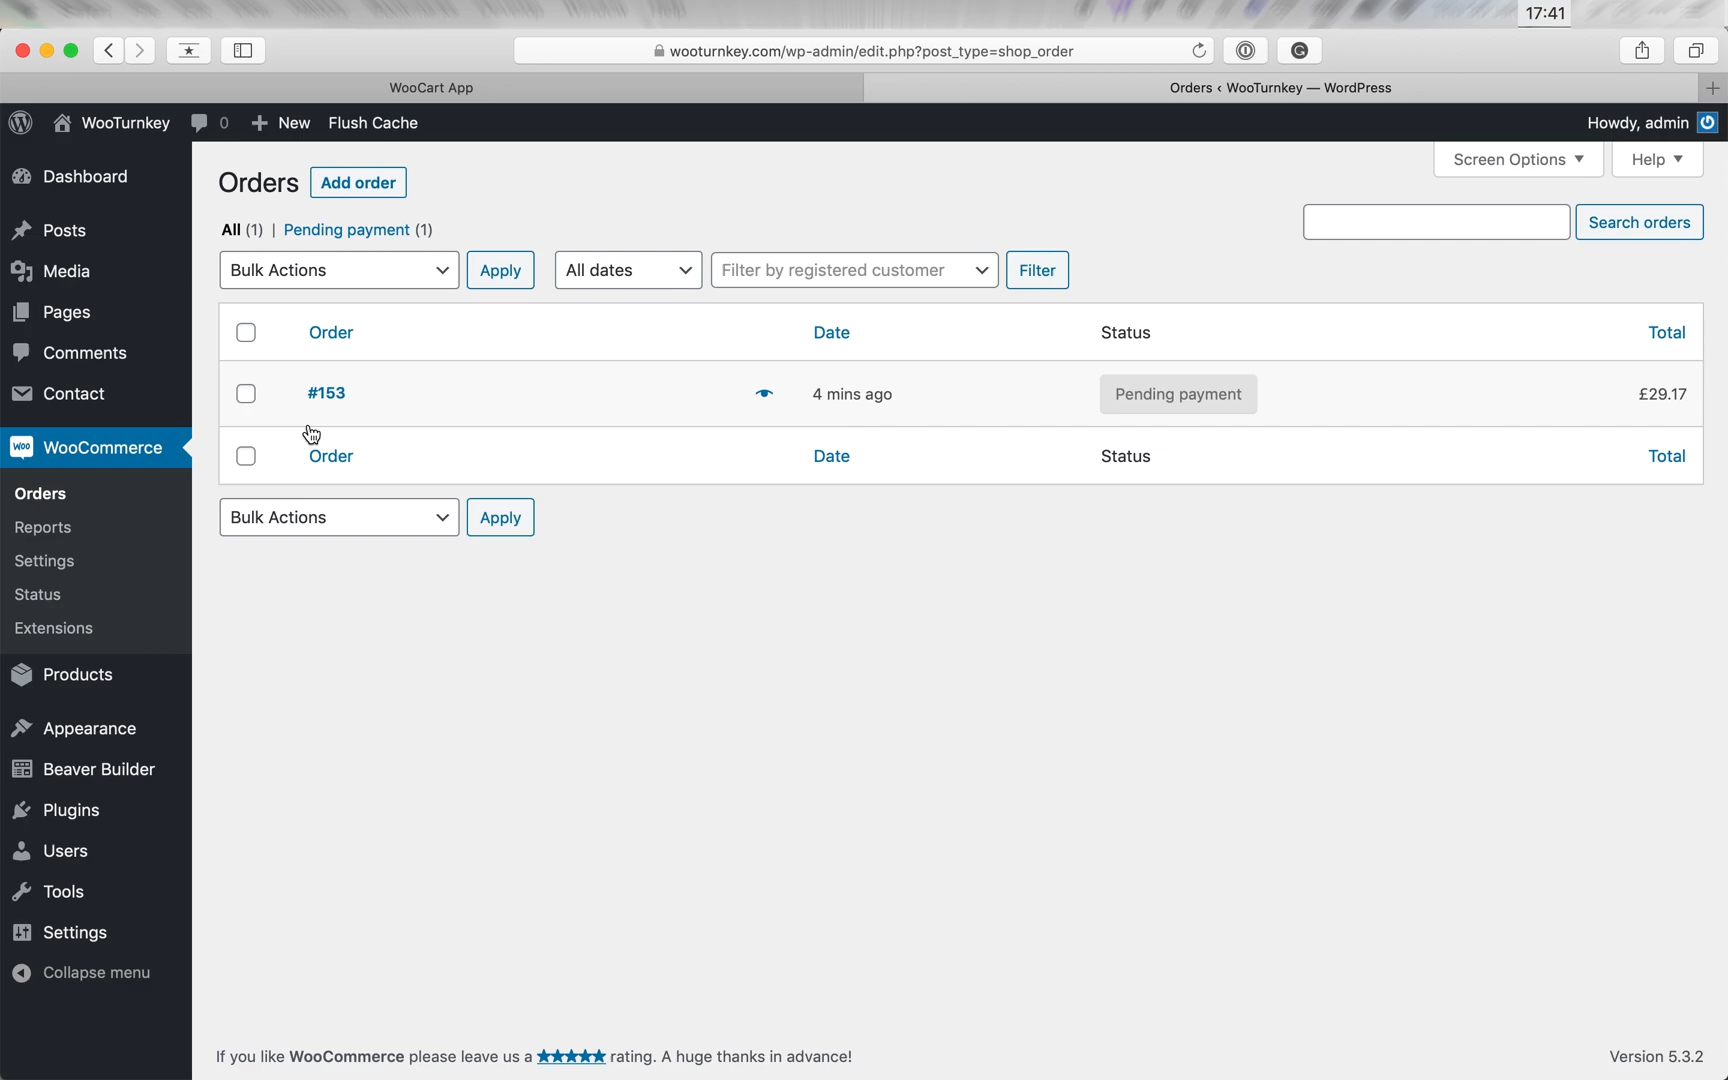 17:41
wooturnkey.com/wp-admin/edit.php?post_type=shop_order
WooCart App
Orders ‹ WooTurnkey — WordPress
WooTurnkey 0 New Flush Cache Howdy, admin
Screen Options Help
Dashboard
Posts
Media
Pages
Comments
Contact
WooCommerce
Orders
Reports
Settings
Status
Extensions
Products
Appearance
Beaver Builder
Plugins
Users
Tools
Settings
Collapse menu
Orders Add order
All (1) | Pending payment (1)
Search orders
Bulk Actions Apply All dates Filter by registered customer Filter
Order Date Status Total
#153 4 mins ago Pending payment £29.17
Order Date Status Total
Bulk Actions Apply
If you like WooCommerce please leave us a ★★★★★ rating. A huge thanks in advance! Version 5.3.2